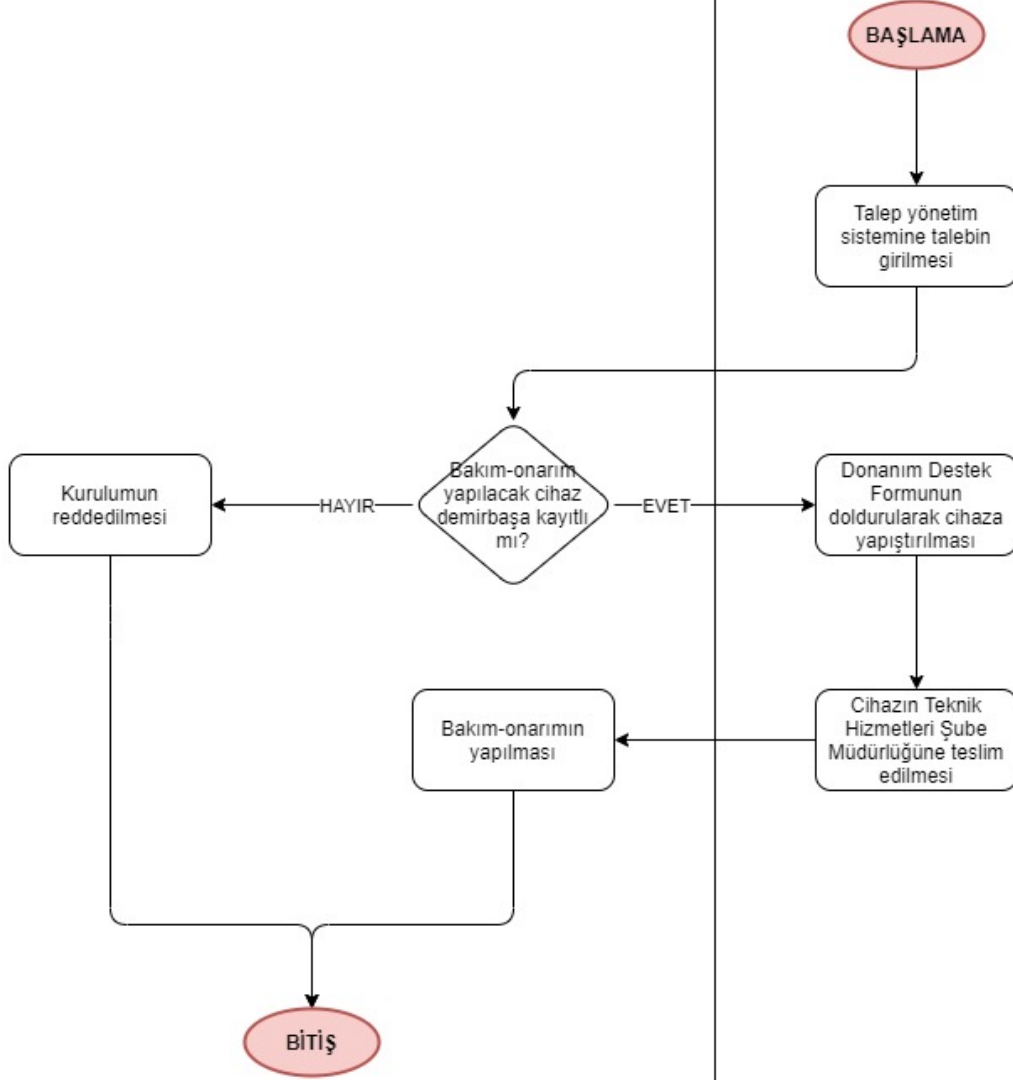 BAŞLAMA
Talep yönetim
sistemine talebin
girilmesi
Bakım-onarım
yapılacak cihaz
demirbaşa kayıtlı
mı?
HAYIR
EVET
Kurulumun
reddedilmesi
Donanım Destek
Formunun
doldurularak cihaza
yapıştırılması
Cihazın Teknik
Hizmetleri Şube
Müdürlüğüne teslim
edilmesi
Bakım-onarımın
yapılması
BİTİŞ